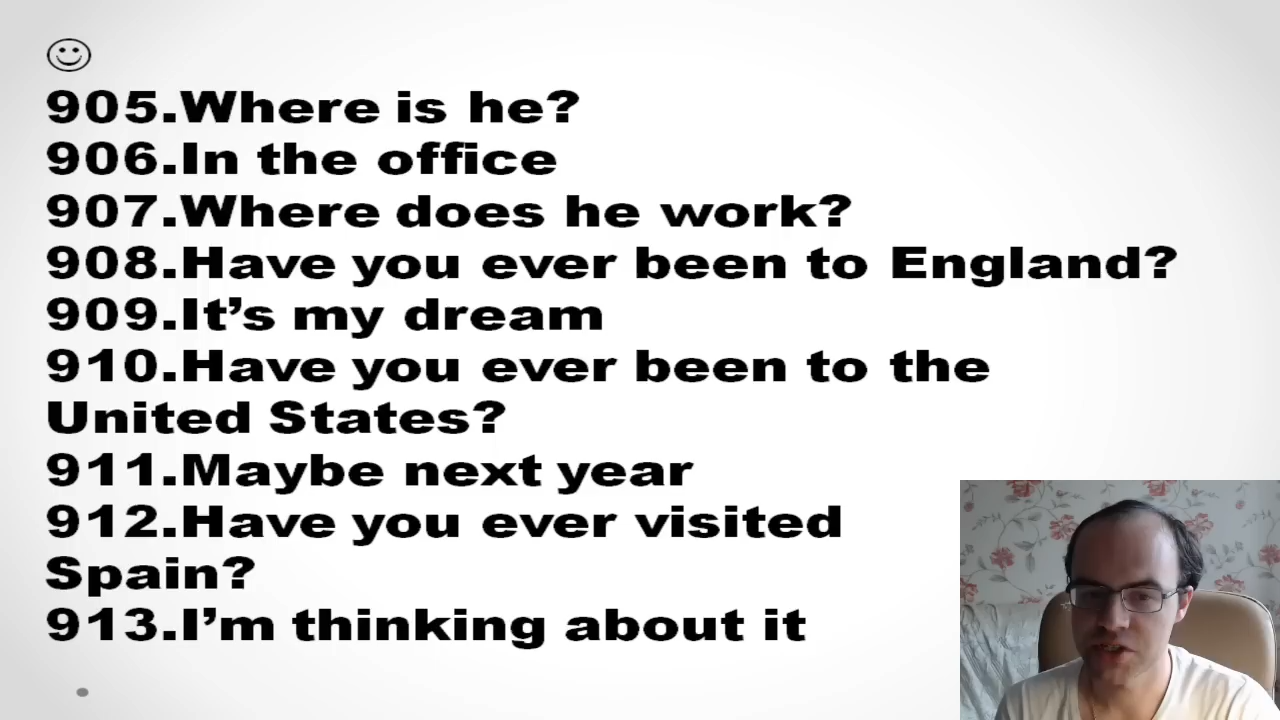 905.Where is he?
906.In the office
907.Where does he work?
908.Have you ever been to England?
909.It’s my dream
910.Have you ever been to the
United States?
911.Maybe next year
912.Have you ever visited
Spain?
913.I’m thinking about it